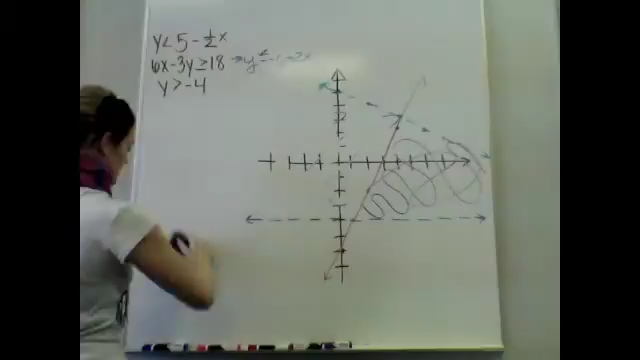 y < 5 - ½x
6x - 3y ≥ 18 → y ≤
y > -4